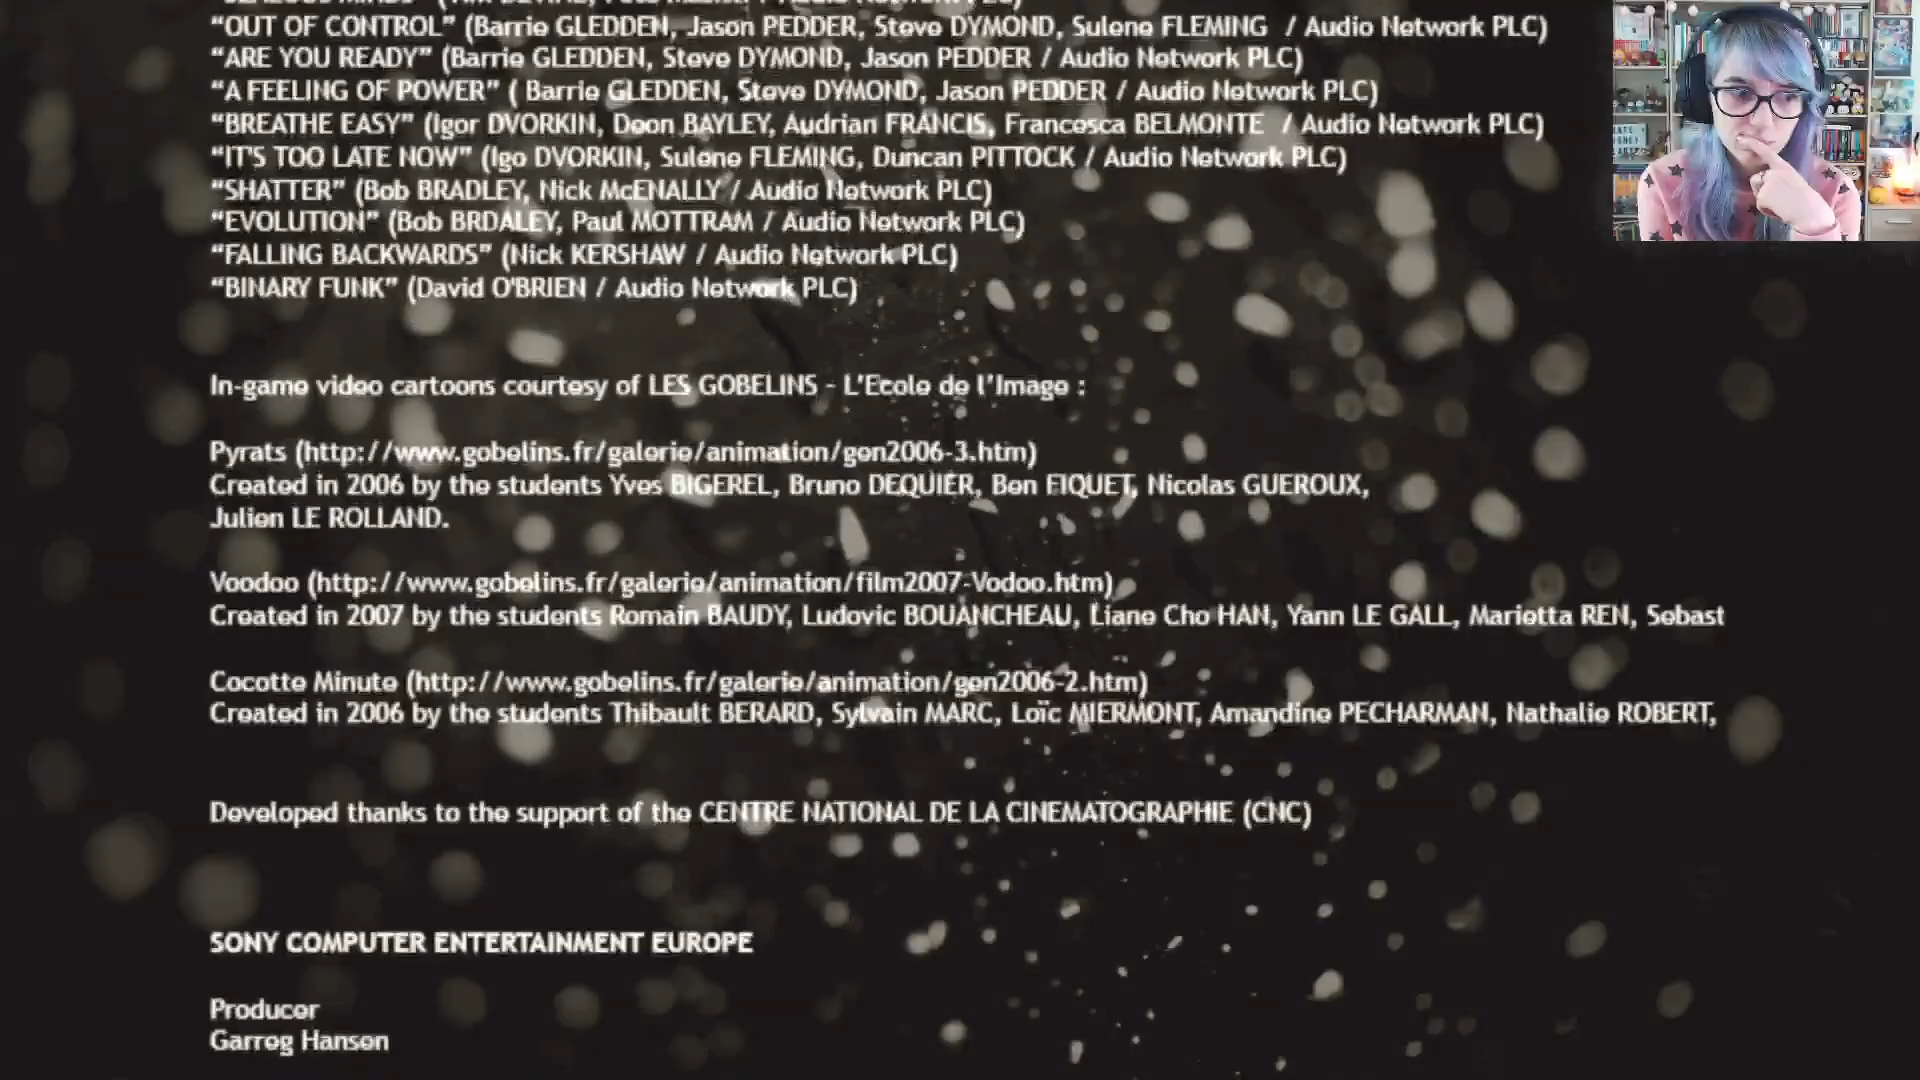 “OUT OF CONTROL” (Barrie GLEDDEN, Jason PEDDER, Steve DYMOND, Sulene FLEMING / Audio Network PLC)
“ARE YOU READY” (Barrie GLEDDEN, Steve DYMOND, Jason PEDDER / Audio Network PLC)
“A FEELING OF POWER” ( Barrie GLEDDEN, Steve DYMOND, Jason PEDDER / Audio Network PLC)
“BREATHE EASY” (Igor DVORKIN, Deon BAYLEY, Audrian FRANCIS, Francesca BELMONTE / Audio Network PLC)
“IT'S TOO LATE NOW” (Igo DVORKIN, Sulene FLEMING, Duncan PITTOCK / Audio Network PLC)
“SHATTER” (Bob BRADLEY, Nick McENALLY / Audio Network PLC)
“EVOLUTION” (Bob BRDALEY, Paul MOTTRAM / Audio Network PLC)
“FALLING BACKWARDS” (Nick KERSHAW / Audio Network PLC)
“BINARY FUNK” (David O'BRIEN / Audio Network PLC)
In-game video cartoons courtesy of LES GOBELINS - L'Ecole de l'Image :
Pyrats (http://www.gobelins.fr/galerie/animation/gen2006-3.htm)
Created in 2006 by the students Yves BIGEREL, Bruno DEQUIER, Ben FIQUET, Nicolas GUEROUX,
Julien LE ROLLAND.
Voodoo (http://www.gobelins.fr/galerie/animation/film2007-Vodoo.htm)
Created in 2007 by the students Romain BAUDY, Ludovic BOUANCHEAU, Liane Cho HAN, Yann LE GALL, Marietta REN, Sebast
Cocotte Minute (http://www.gobelins.fr/galerie/animation/gen2006-2.htm)
Created in 2006 by the students Thibault BERARD, Sylvain MARC, Loïc MIERMONT, Amandine PECHARMAN, Nathalie ROBERT,
Developed thanks to the support of the CENTRE NATIONAL DE LA CINEMATOGRAPHIE (CNC)
SONY COMPUTER ENTERTAINMENT EUROPE
Producer
Garreg Hansen